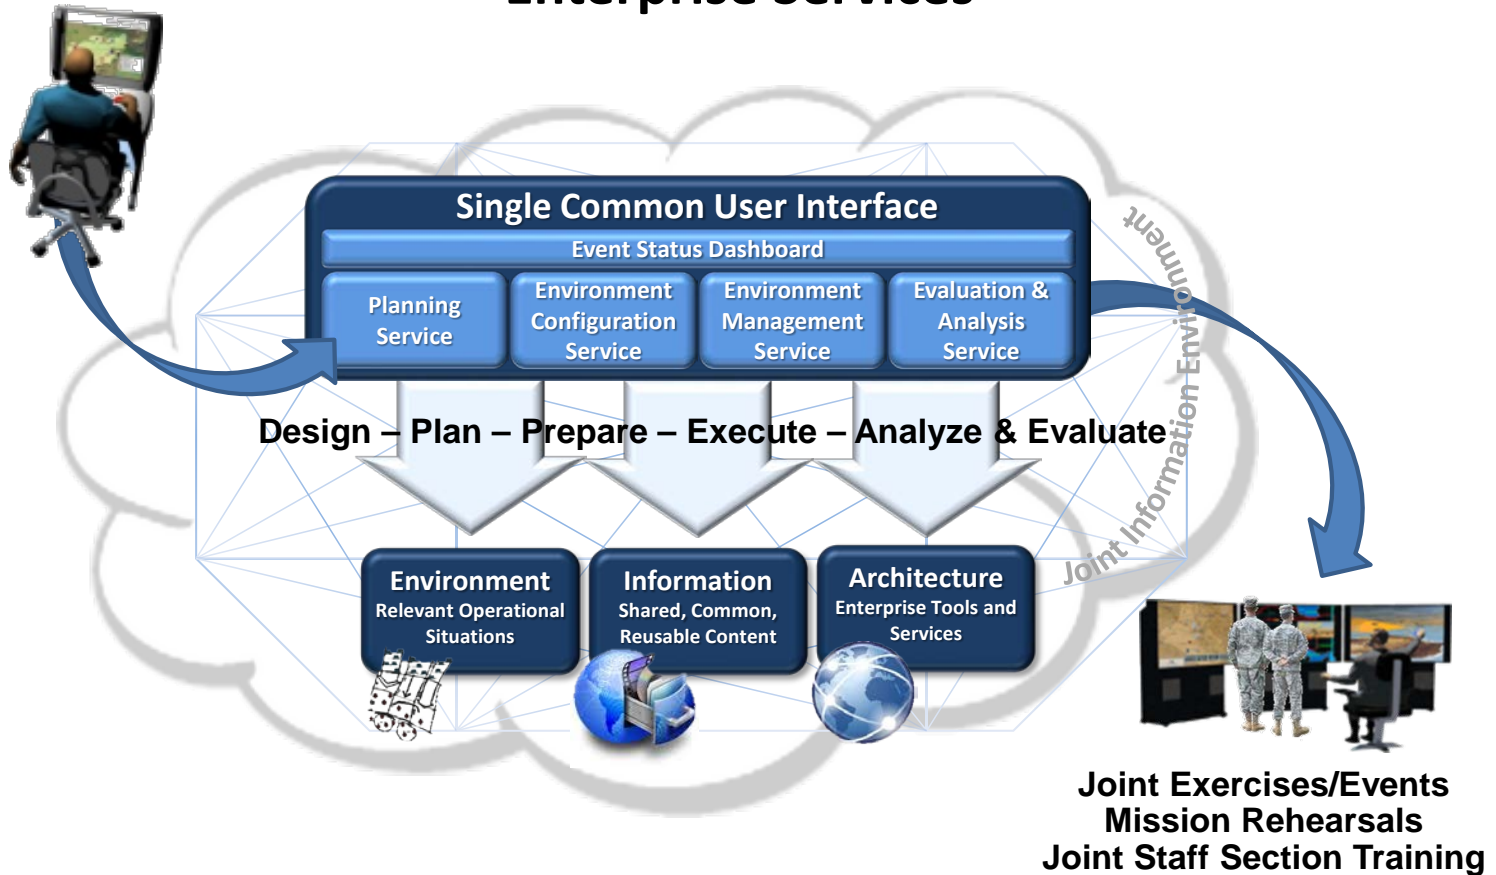 Enterprise Services
Single Common User Interface
Event Status Dashboard
Planning
Service
Environment
Configuration
Service
Environment
Management
Service
Evaluation &
Analysis
Service
Joint Information Environment
Design – Plan – Prepare – Execute – Analyze & Evaluate
Environment
Relevant Operational
Situations
Information
Shared, Common,
Reusable Content
Architecture
Enterprise Tools and
Services
Joint Exercises/Events
Mission Rehearsals
Joint Staff Section Training